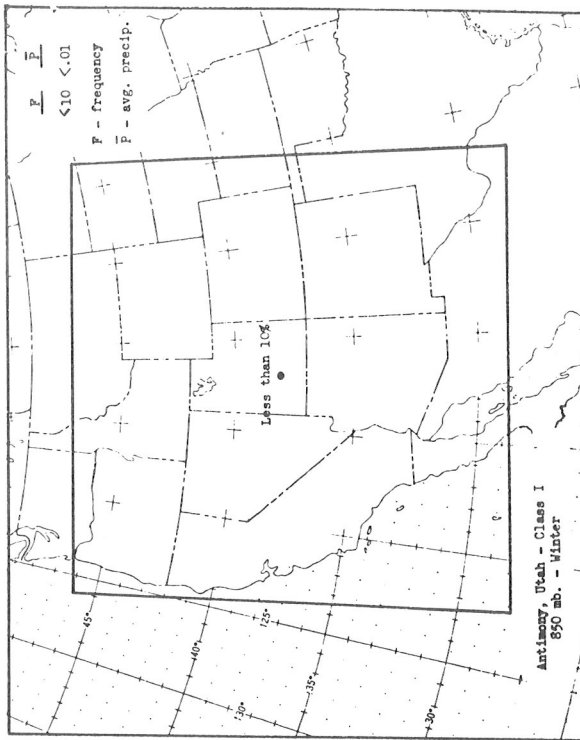 F P̄
<10 <.01
F - frequency
P̄ - avg. precip.
Less than 10%
45°
40°
35°
30°
125°
130°
Antimony, Utah - Class I
850 mb. - Winter